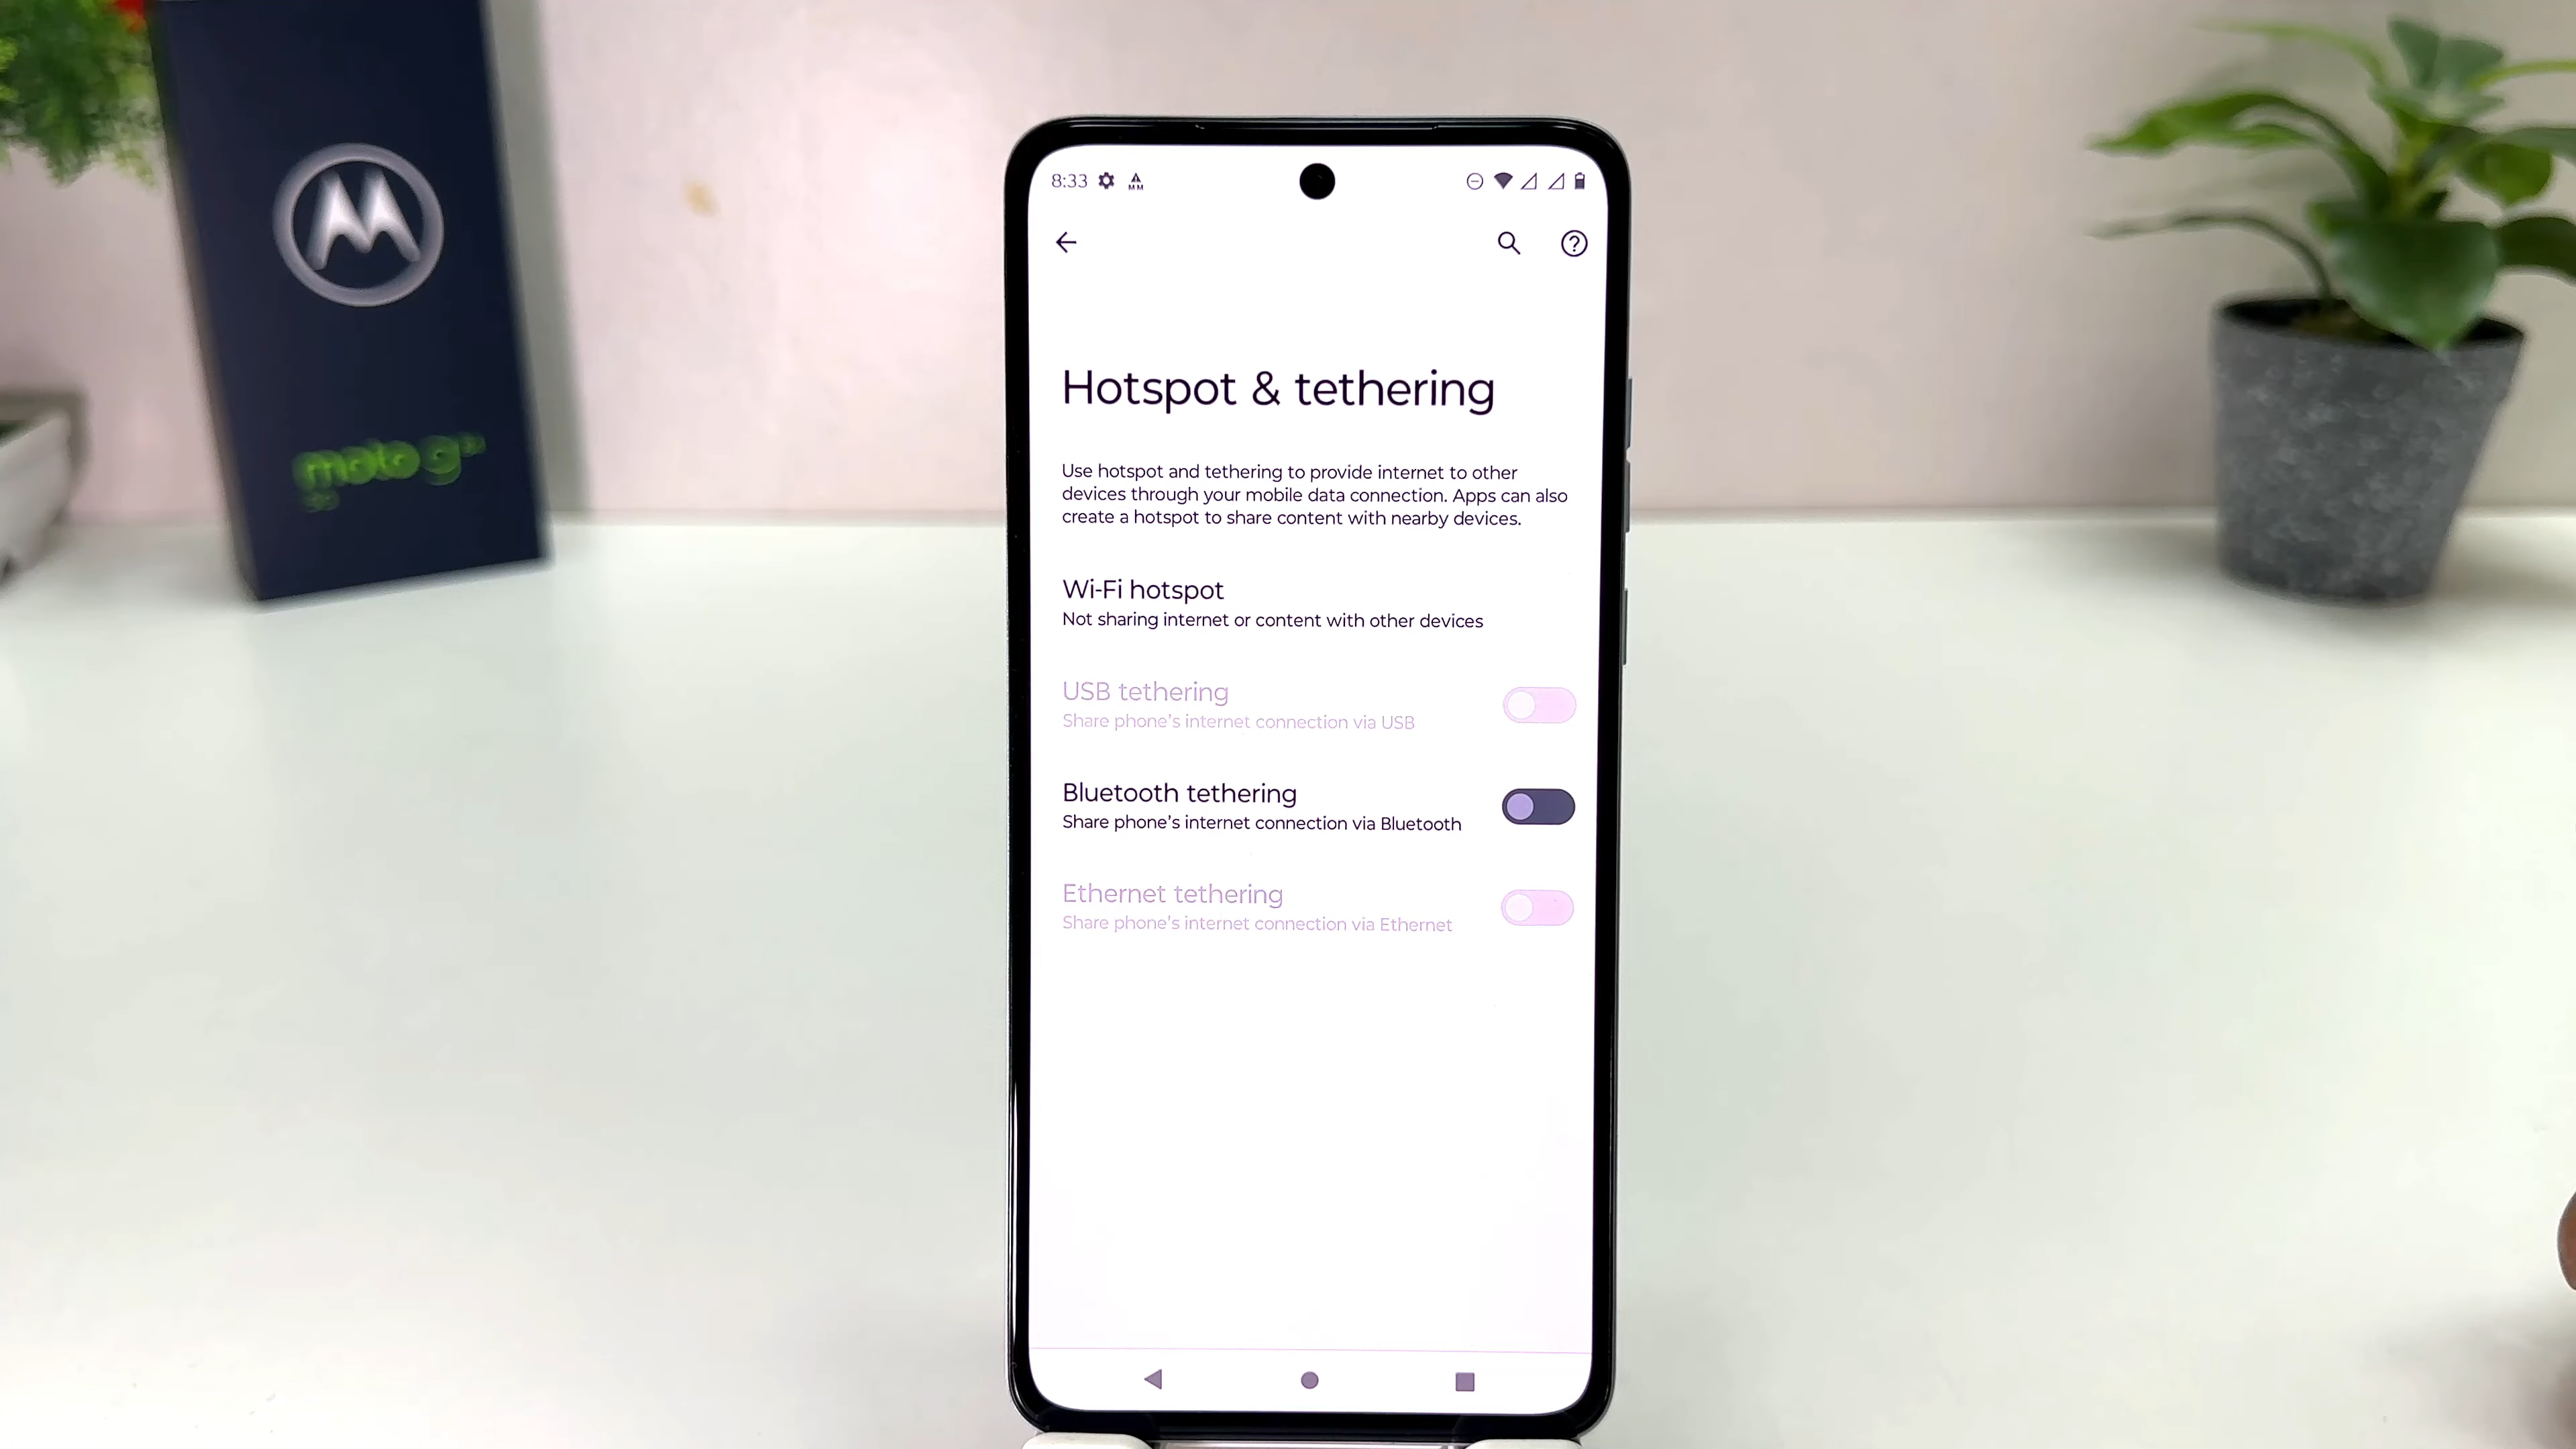 moto g
8:33
Hotspot & tethering
Use hotspot and tethering to provide internet to other
devices through your mobile data connection. Apps can also
create a hotspot to share content with nearby devices.
Wi-Fi hotspot
Not sharing internet or content with other devices
USB tethering
Share phone's internet connection via USB
Bluetooth tethering
Share phone's internet connection via Bluetooth
Ethernet tethering
Share phone's internet connection via Ethernet